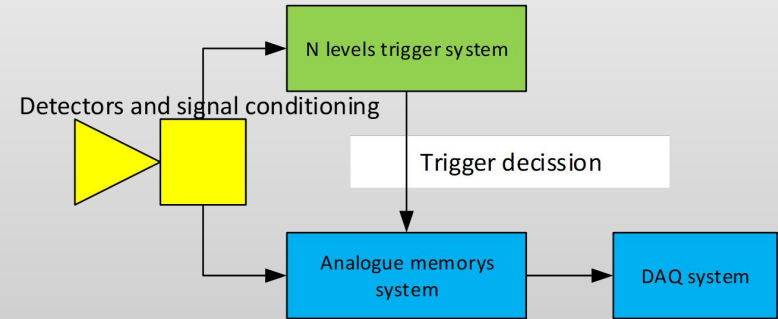 N levels trigger system
Detectors and signal conditioning
Trigger decission
Analogue memorys
system
DAQ system